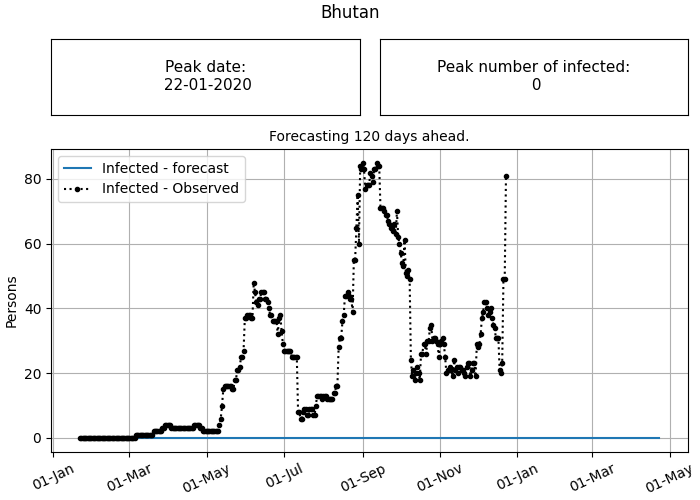 Bhutan
Peak date:
22-01-2020
Peak number of infected:
0
Forecasting 120 days ahead.
Infected - forecast
Infected - Observed
Persons
80
60
40
20
0
01-Jan
01-Mar
01-May
01-Jul
01-Sep
01-Nov
01-Jan
01-Mar
01-May